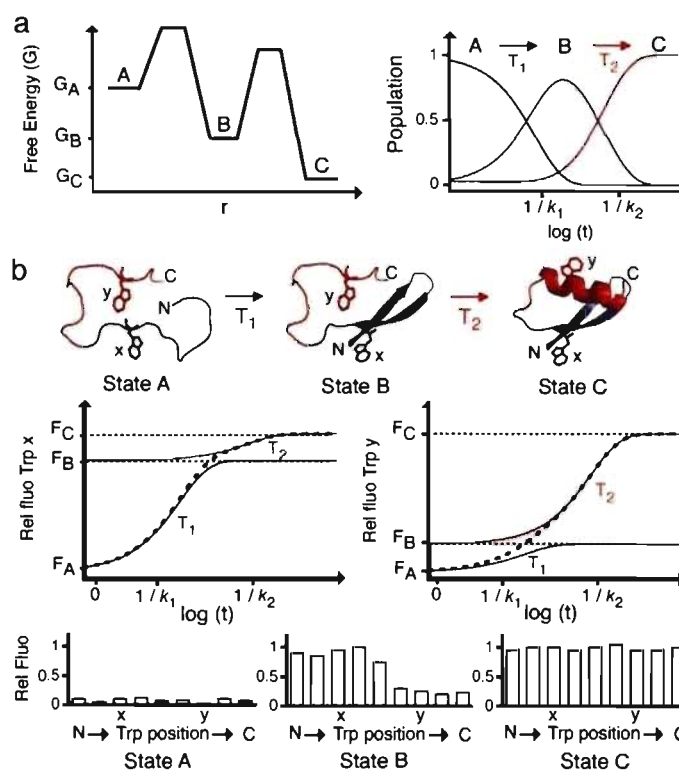 a
Free Energy (G)
G_A
G_B
G_C
A
B
C
r
Population
1
0.5
0
A → B → C
T_1
T_2
1 / k_1
1 / k_2
log (t)
b
y
C
N
x
State A
T_1
y
C
N
x
State B
T_2
y
C
N
x
State C
Rel fluo Trp x
F_C
F_B
F_A
T_2
T_1
0
1 / k_1
1 / k_2
log (t)
Rel fluo Trp y
F_C
F_B
F_A
T_2
T_1
0
1 / k_1
1 / k_2
log (t)
Rel Fluo
1
0.5
0
x
y
N → Trp position → C
State A
1
0.5
0
x
y
N → Trp position → C
State B
1
0.5
0
x
y
N → Trp position → C
State C